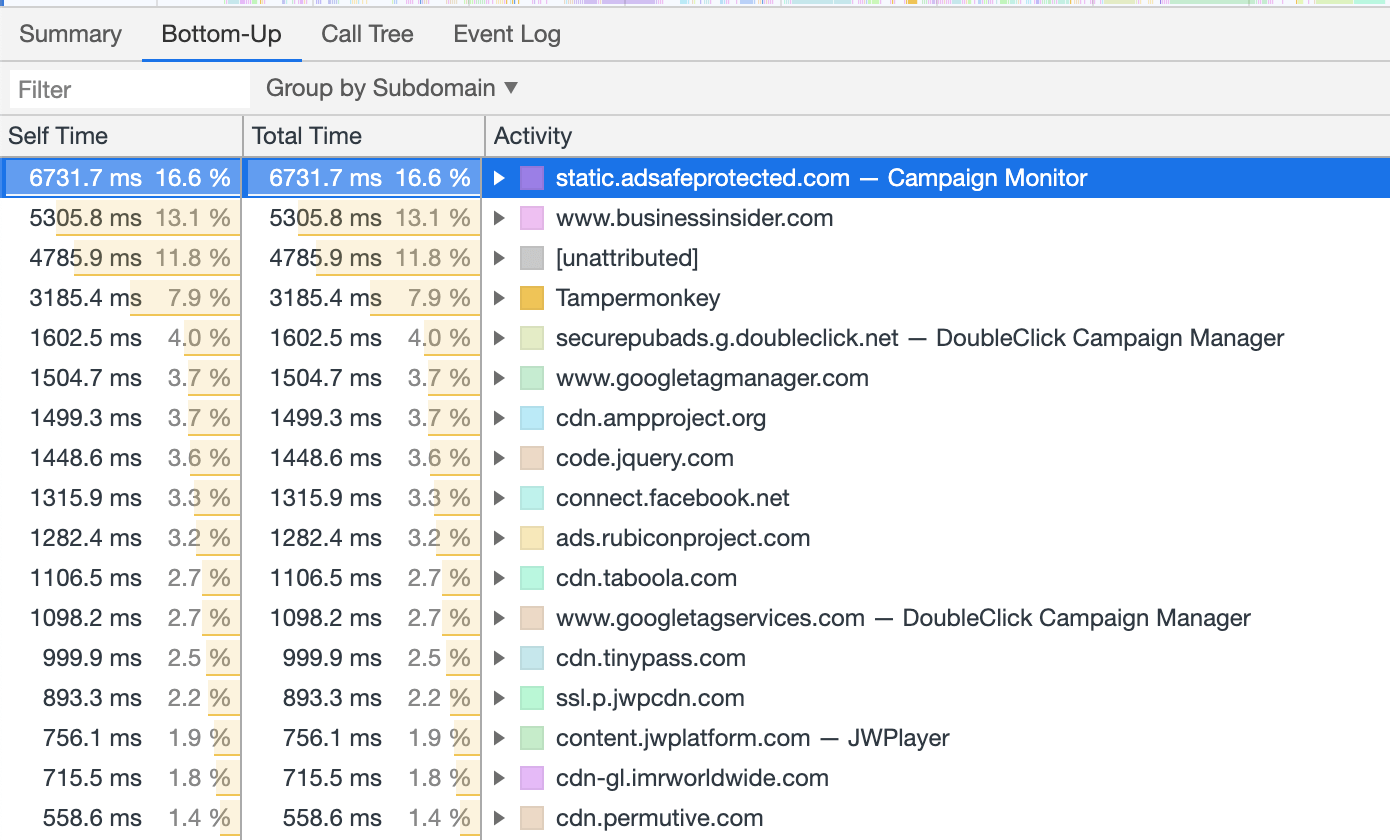 Summary Bottom-Up Call Tree Event Log
Filter Group by Subdomain ▼
Self Time Total Time Activity
6731.7 ms 16.6 % 6731.7 ms 16.6 % static.adsafeprotected.com — Campaign Monitor
5305.8 ms 13.1 % 5305.8 ms 13.1 % www.businessinsider.com
4785.9 ms 11.8 % 4785.9 ms 11.8 % [unattributed]
3185.4 ms 7.9 % 3185.4 ms 7.9 % Tampermonkey
1602.5 ms 4.0 % 1602.5 ms 4.0 % securepubads.g.doubleclick.net — DoubleClick Campaign Manager
1504.7 ms 3.7 % 1504.7 ms 3.7 % www.googletagmanager.com
1499.3 ms 3.7 % 1499.3 ms 3.7 % cdn.ampproject.org
1448.6 ms 3.6 % 1448.6 ms 3.6 % code.jquery.com
1315.9 ms 3.3 % 1315.9 ms 3.3 % connect.facebook.net
1282.4 ms 3.2 % 1282.4 ms 3.2 % ads.rubiconproject.com
1106.5 ms 2.7 % 1106.5 ms 2.7 % cdn.taboola.com
1098.2 ms 2.7 % 1098.2 ms 2.7 % www.googletagservices.com — DoubleClick Campaign Manager
999.9 ms 2.5 % 999.9 ms 2.5 % cdn.tinypass.com
893.3 ms 2.2 % 893.3 ms 2.2 % ssl.p.jwpcdn.com
756.1 ms 1.9 % 756.1 ms 1.9 % content.jwplatform.com — JWPlayer
715.5 ms 1.8 % 715.5 ms 1.8 % cdn-gl.imrworldwide.com
558.6 ms 1.4 % 558.6 ms 1.4 % cdn.permutive.com